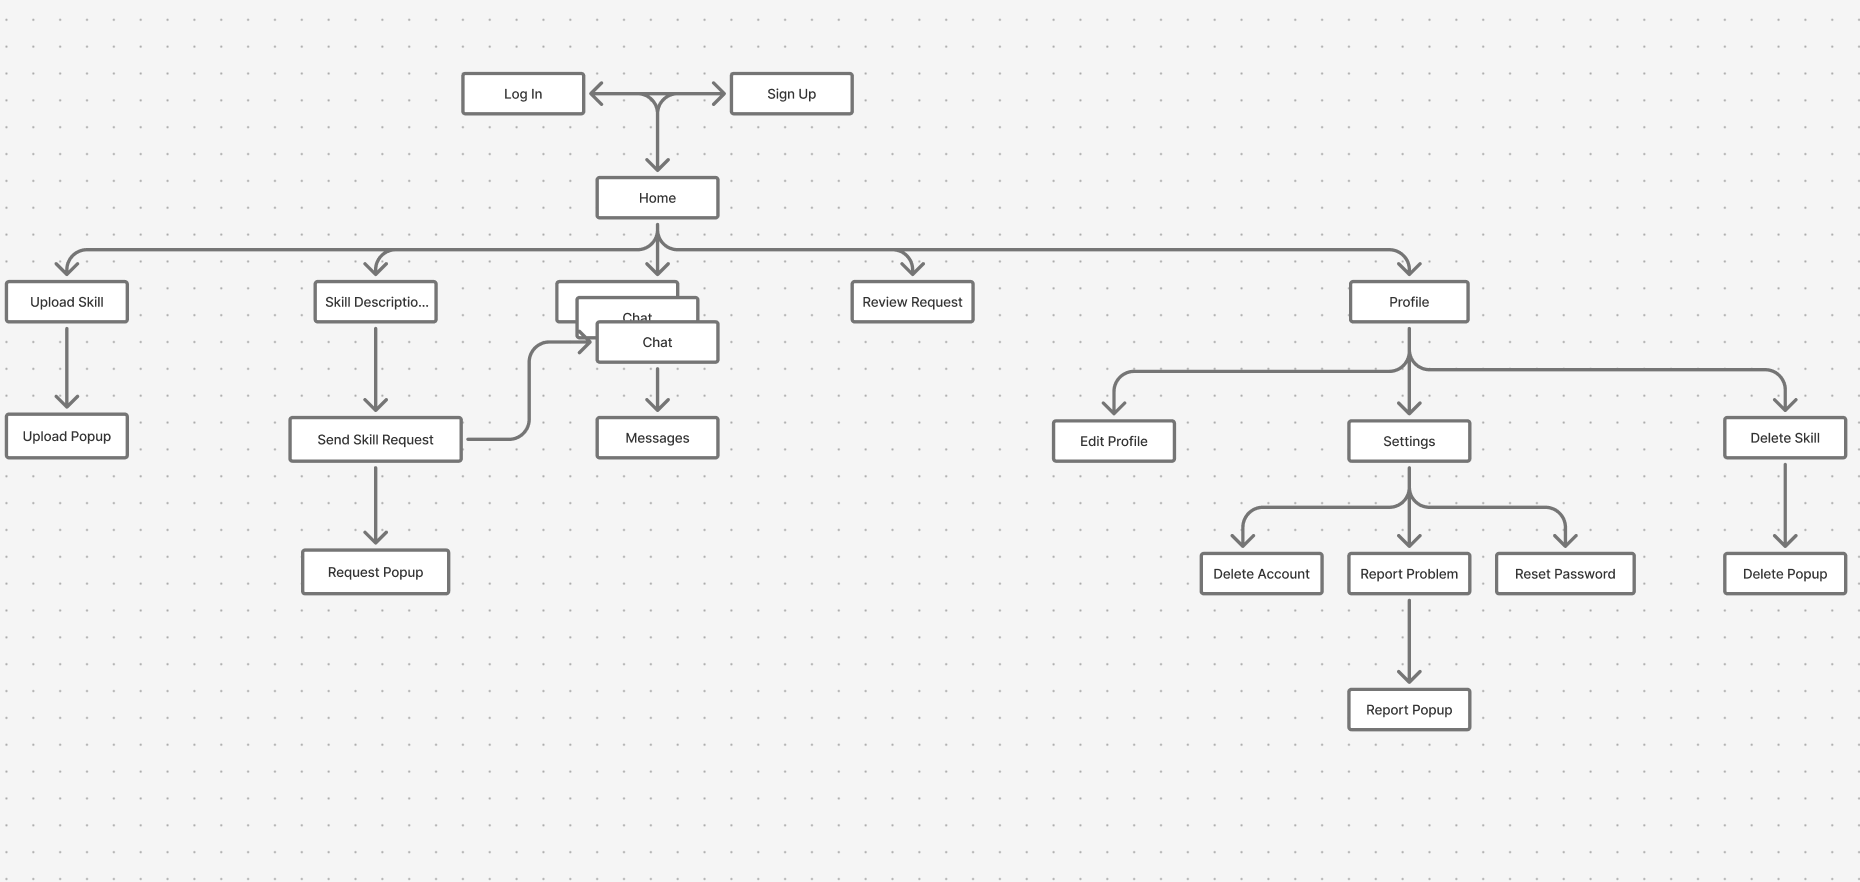 Log In
Sign Up
Home
Upload Skill
Skill Descriptio...
Chat
Chat
Review Request
Profile
Upload Popup
Send Skill Request
Messages
Edit Profile
Settings
Delete Skill
Request Popup
Delete Account
Report Problem
Reset Password
Delete Popup
Report Popup